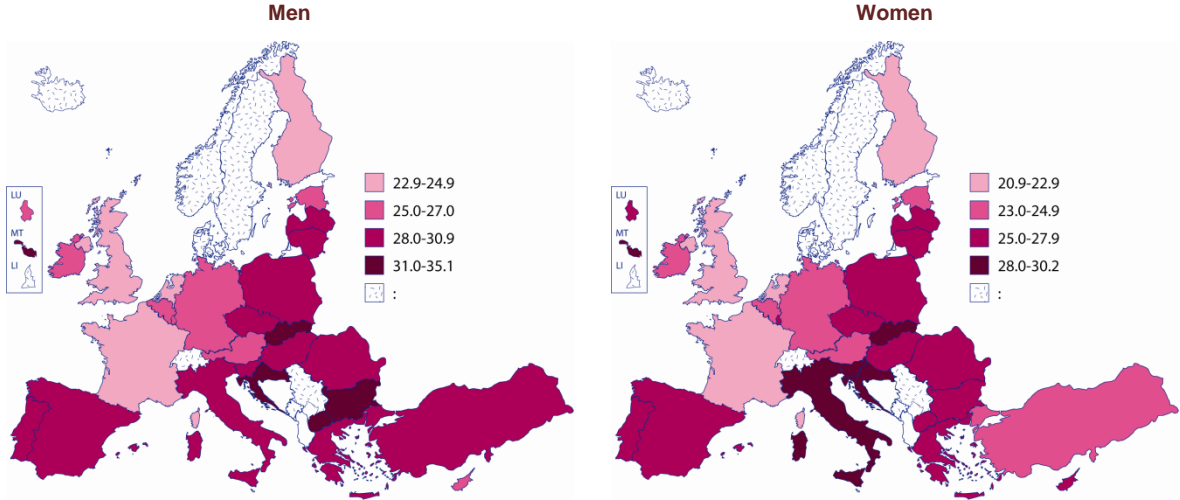 Men
Women
LU
MT
LI
22.9-24.9
25.0-27.0
28.0-30.9
31.0-35.1
:
LU
MT
LI
20.9-22.9
23.0-24.9
25.0-27.9
28.0-30.2
: